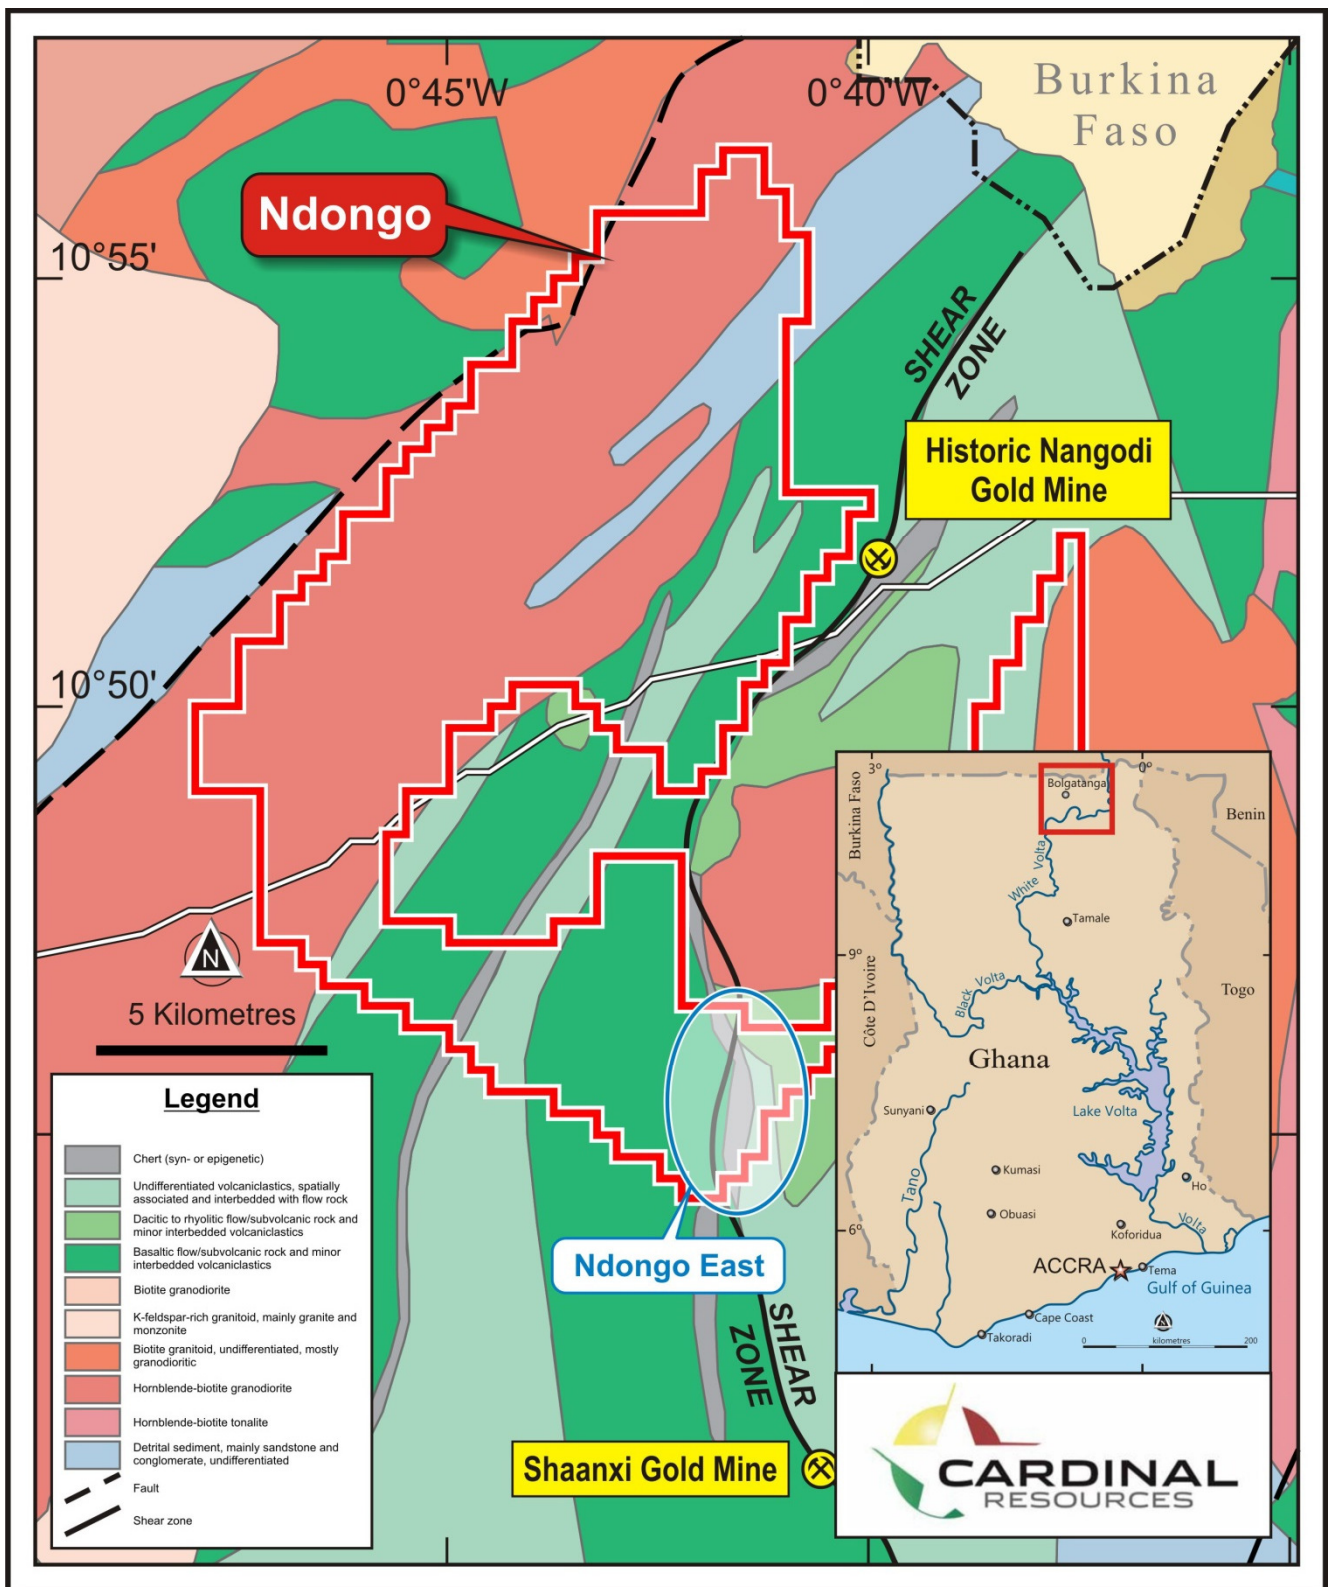 0°45'W
0°40'W
Burkina
Faso
Ndongo
10°55'
SHEAR
ZONE
Historic Nangodi
Gold Mine
10°50'
N
5 Kilometres
Legend
Chert (syn- or epigenetic)
Undifferentiated volcaniclastics, spatially
associated and interbedded with flow rock
Dacitic to rhyolitic flow/subvolcanic rock and
minor interbedded volcaniclastics
Basaltic flow/subvolcanic rock and minor
interbedded volcaniclastics
Biotite granodiorite
K-feldspar-rich granitoid, mainly granite and
monzonite
Biotite granitoid, undifferentiated, mostly
granodioritic
Hornblende-biotite granodiorite
Hornblende-biotite tonalite
Detrital sediment, mainly sandstone and
conglomerate, undifferentiated
Fault
Shear zone
Ndongo East
SHEAR
ZONE
Shaanxi Gold Mine
3°
0°
Bolgatanga
Burkina Faso
Benin
White Volta
Tamale
9°
Black Volta
Togo
Côte D'Ivoire
Ghana
Sunyani
Lake Volta
Kumasi
Tano
Ho
Obuasi
Volta
6°
Koforidua
ACCRA
Tema
Gulf of Guinea
Cape Coast
Takoradi
0 kilometres 200
CARDINAL
RESOURCES